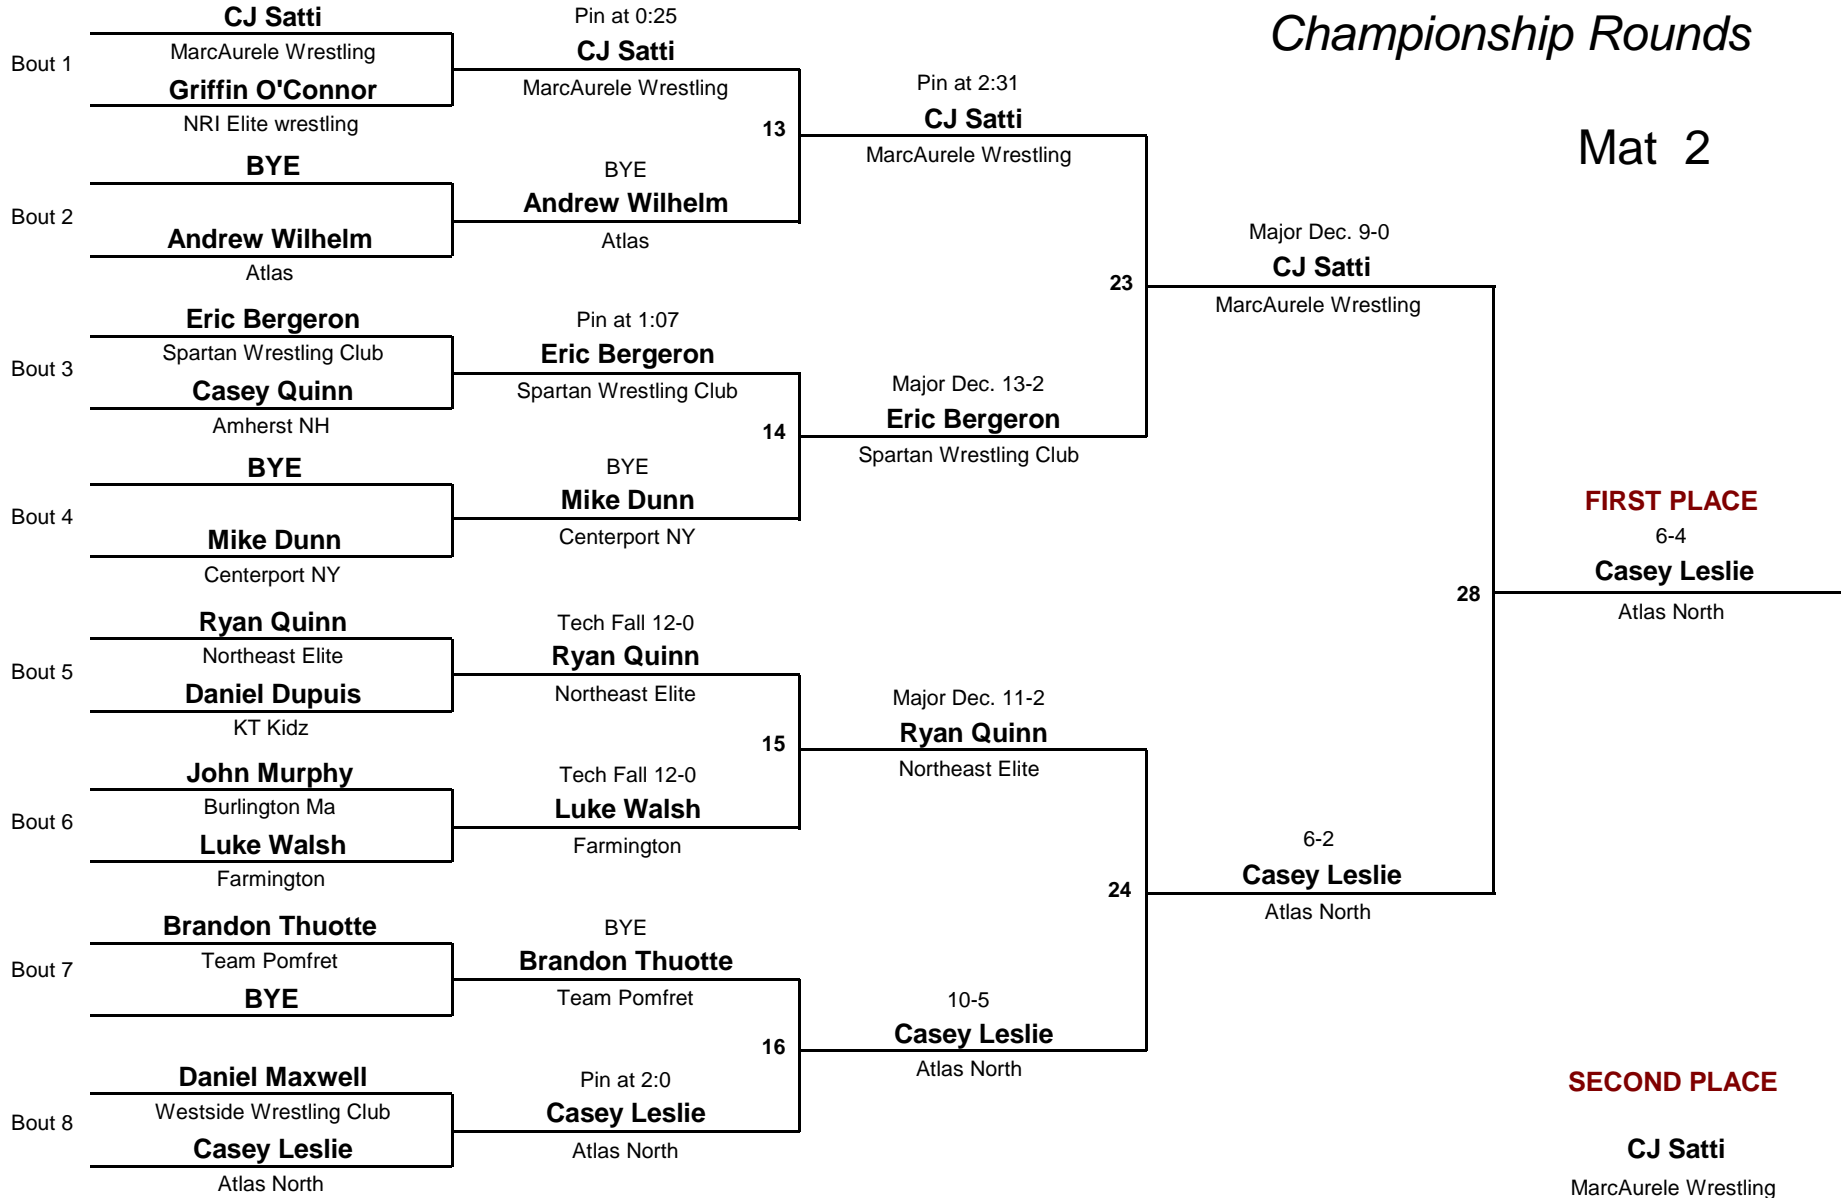 Championship Rounds
Mat 2
Bout 1
CJ Satti
MarcAurele Wrestling
Griffin O'Connor
NRI Elite wrestling
Bout 2
BYE
Andrew Wilhelm
Atlas
Bout 3
Eric Bergeron
Spartan Wrestling Club
Casey Quinn
Amherst NH
Bout 4
BYE
Mike Dunn
Centerport NY
Bout 5
Ryan Quinn
Northeast Elite
Daniel Dupuis
KT Kidz
Bout 6
John Murphy
Burlington Ma
Luke Walsh
Farmington
Bout 7
Brandon Thuotte
Team Pomfret
BYE
Bout 8
Daniel Maxwell
Westside Wrestling Club
Casey Leslie
Atlas North
Pin at 0:25
CJ Satti
MarcAurele Wrestling
13
BYE
Andrew Wilhelm
Atlas
Pin at 1:07
Eric Bergeron
Spartan Wrestling Club
14
BYE
Mike Dunn
Centerport NY
Tech Fall 12-0
Ryan Quinn
Northeast Elite
15
Tech Fall 12-0
Luke Walsh
Farmington
BYE
Brandon Thuotte
Team Pomfret
16
Pin at 2:0
Casey Leslie
Atlas North
Pin at 2:31
CJ Satti
MarcAurele Wrestling
23
Major Dec. 13-2
Eric Bergeron
Spartan Wrestling Club
Major Dec. 11-2
Ryan Quinn
Northeast Elite
24
10-5
Casey Leslie
Atlas North
Major Dec. 9-0
CJ Satti
MarcAurele Wrestling
28
6-2
Casey Leslie
Atlas North
FIRST PLACE
6-4
Casey Leslie
Atlas North
SECOND PLACE
CJ Satti
MarcAurele Wrestling